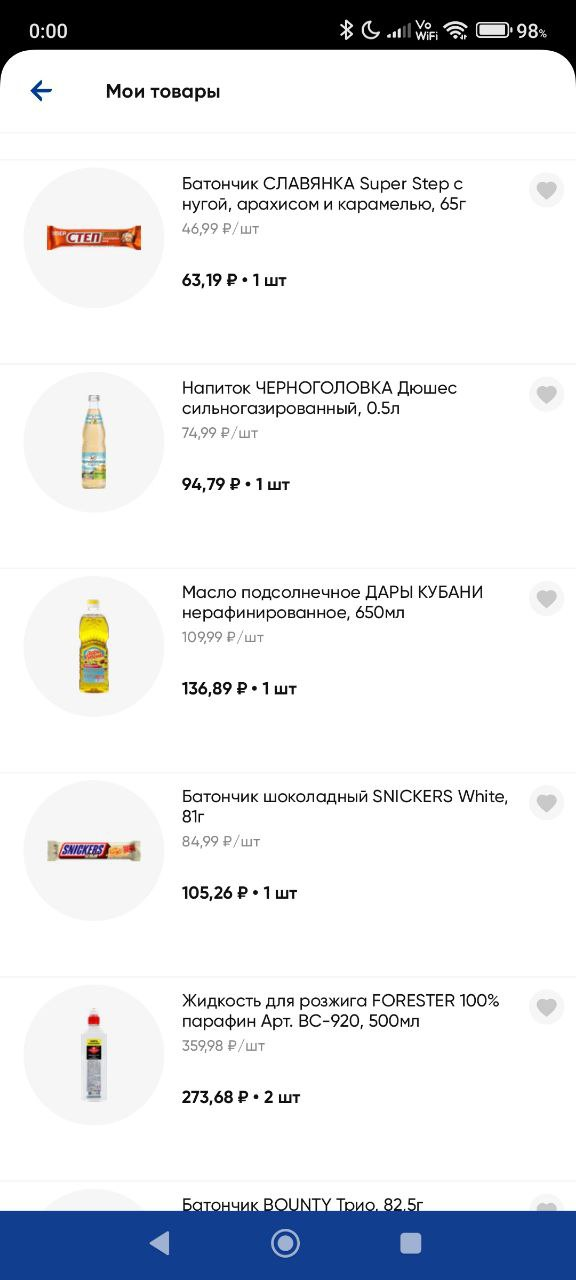 0:00
Vo
WiFi
98%
Мои товары
Батончик СЛАВЯНКА Super Step с
нугой, арахисом и карамелью, 65г
46,99 ₽/шт
63,19 ₽ • 1 шт
СТЕП
Напиток ЧЕРНОГОЛОВКА Дюшес
сильногазированный, 0.5л
74,99 ₽/шт
94,79 ₽ • 1 шт
Масло подсолнечное ДАРЫ КУБАНИ
нерафинированное, 650мл
109,99 ₽/шт
136,89 ₽ • 1 шт
Батончик шоколадный SNICKERS White,
81г
84,99 ₽/шт
105,26 ₽ • 1 шт
SNICKERS
Жидкость для розжига FORESTER 100%
парафин Арт. BC-920, 500мл
359,98 ₽/шт
273,68 ₽ • 2 шт
Батончик BOUNTY Трио, 82,5г